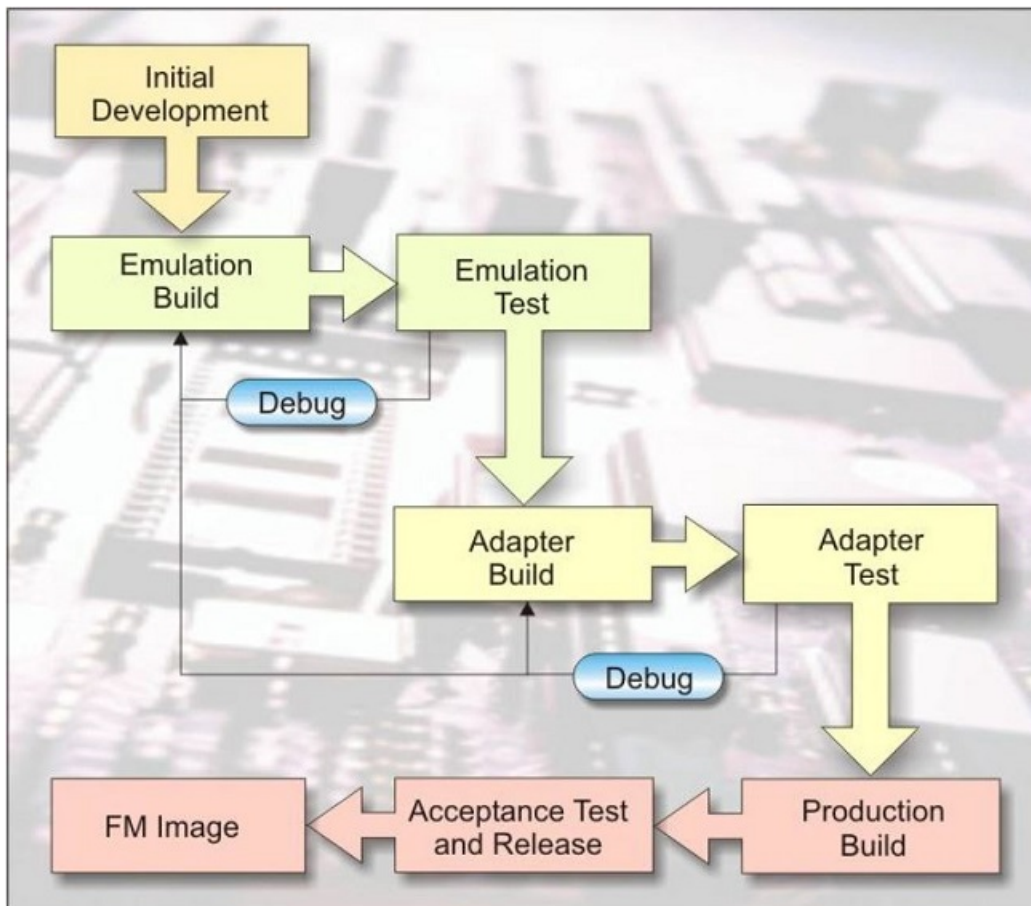 Initial
Development
Emulation
Build
Emulation
Test
Debug
Adapter
Build
Adapter
Test
Debug
FM Image
Acceptance Test
and Release
Production
Build